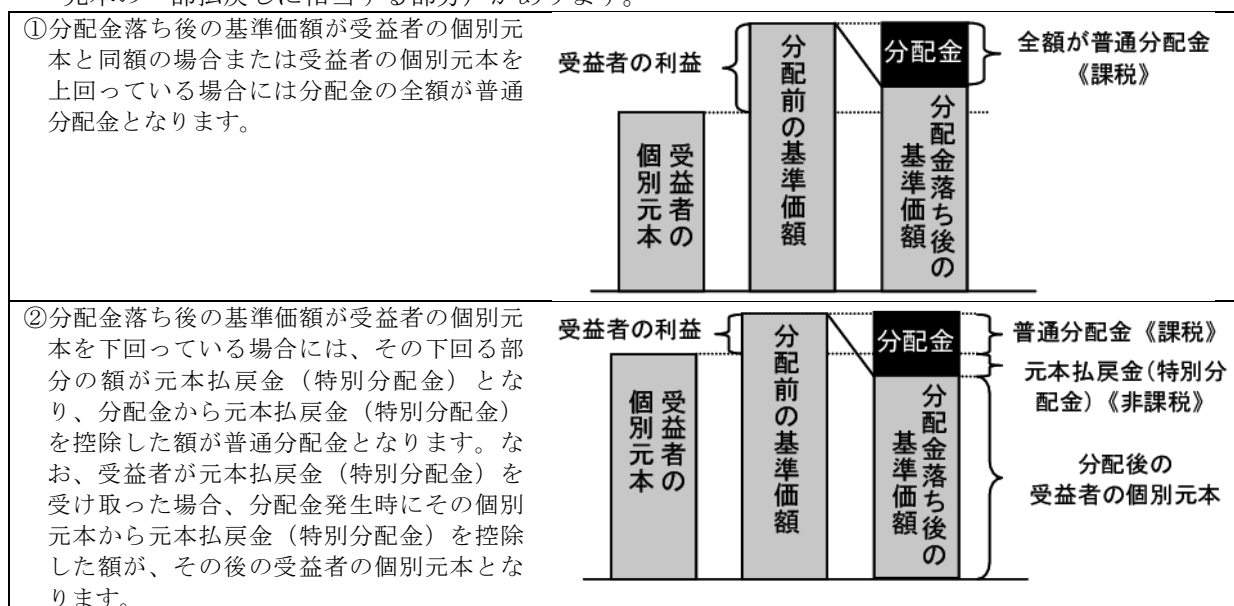 元本の一部払戻しに相当する部分）があります。
①分配金落ち後の基準価額が受益者の個別元
本と同額の場合または受益者の個別元本を
上回っている場合には分配金の全額が普通
分配金となります。
受益者の利益
受益者の
個別元本
分配前の基準価額
分配金
分配金落ち後の
基準価額
全額が普通分配金
《課税》
②分配金落ち後の基準価額が受益者の個別元
本を下回っている場合には、その下回る部
分の額が元本払戻金（特別分配金）とな
り、分配金から元本払戻金（特別分配金）
を控除した額が普通分配金となります。な
お、受益者が元本払戻金（特別分配金）を
受け取った場合、分配金発生時にその個別
元本から元本払戻金（特別分配金）を控除
した額が、その後の受益者の個別元本とな
ります。
受益者の利益
受益者の
個別元本
分配前の基準価額
分配金
分配金落ち後の
基準価額
普通分配金《課税》
元本払戻金(特別分
配金)《非課税》
分配後の
受益者の個別元本